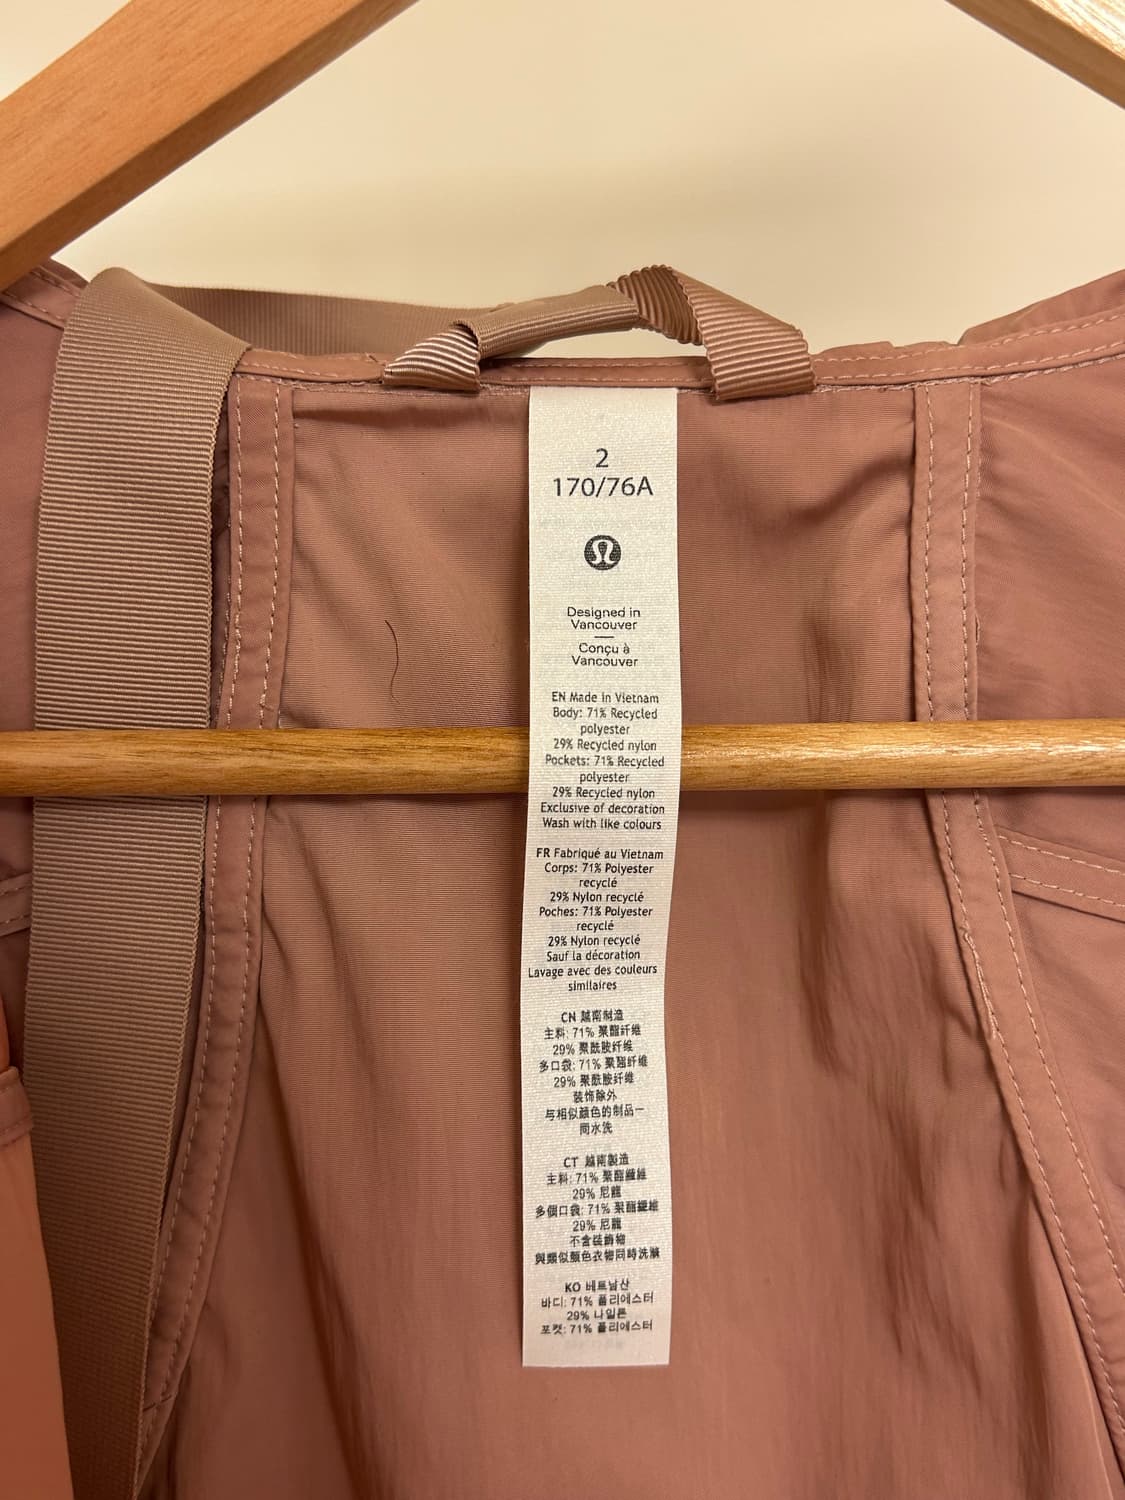 2
170/76A
Designed in
Vancouver
Conçu à
Vancouver
EN Made in Vietnam
Body: 71% Recycled
polyester
29% Recycled nylon
Pockets: 71% Recycled
polyester
29% Recycled nylon
Exclusive of decoration
Wash with like colours
FR Fabriqué au Vietnam
Corps: 71% Polyester
recyclé
29% Nylon recyclé
Poches: 71% Polyester
recyclé
29% Nylon recyclé
Sauf la décoration
Lavage avec des couleurs
similaires
CN 越南制造
主料: 71% 聚酯纤维
29% 聚酰胺纤维
多口袋: 71% 聚酯纤维
29% 聚酰胺纤维
装饰除外
与相似颜色的制品一
同水洗
CT 越南製造
主料: 71% 聚酯纖維
29% 尼龍
多個口袋: 71% 聚酯纖維
29% 尼龍
不含裝飾物
與類似顏色衣物同時洗滌
KO 베트남산
바디: 71% 폴리에스터
29% 나일론
포켓: 71% 폴리에스터